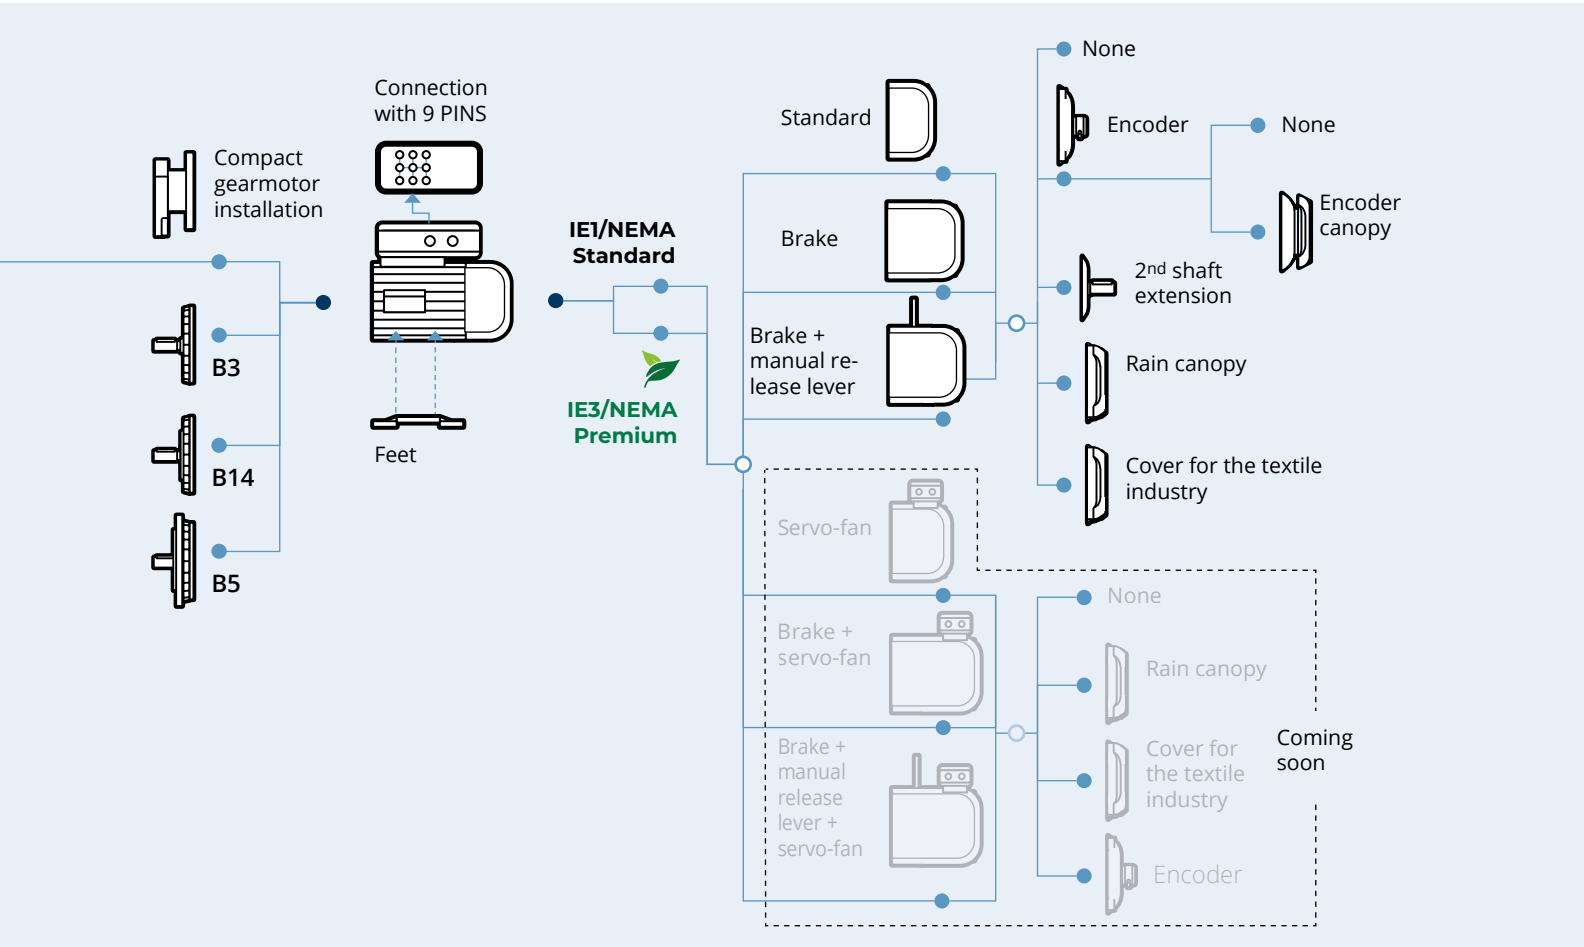 Connection
with 9 PINS
Compact
gearmotor
installation
B3
B14
B5
Feet
IE1/NEMA
Standard
IE3/NEMA
Premium
Standard
Brake
Brake +
manual re-
lease lever
None
Encoder
None
Encoder
canopy
2nd shaft
extension
Rain canopy
Cover for the textile
industry
Servo-fan
Brake +
servo-fan
Brake +
manual
release
lever +
servo-fan
None
Rain canopy
Cover for
the textile
industry
Encoder
Coming
soon